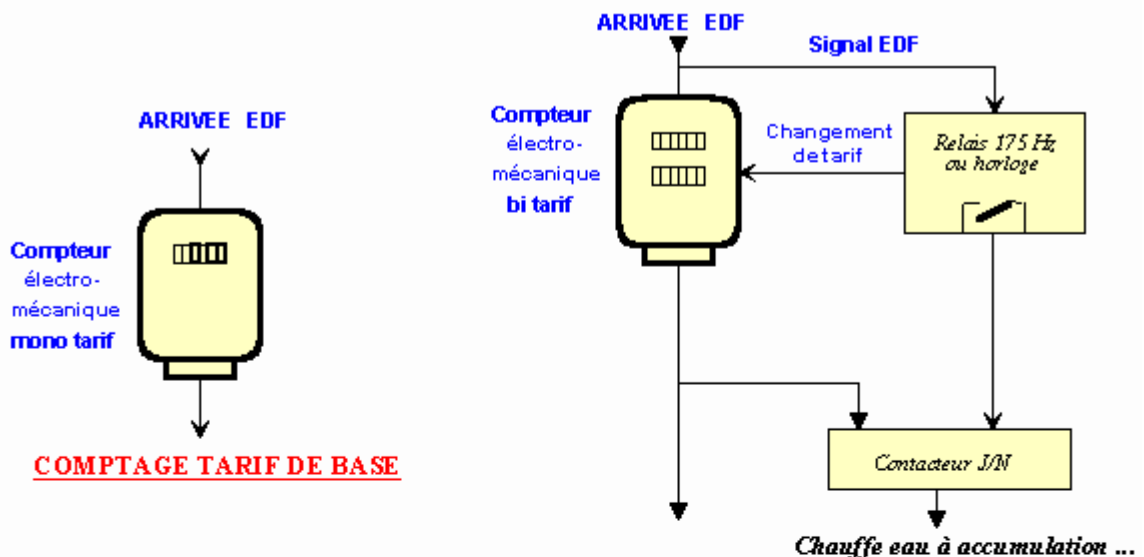 ARRIVEE EDF
Compteur
électro-
mécanique
mono tarif
COMPTAGE TARIF DE BASE
ARRIVEE EDF
Signal EDF
Compteur
électro-
mécanique
bi tarif
Changement
de tarif
Relais 175 Hz
ou horloge
Contacteur J/N
Chauffe eau à accumulation ...